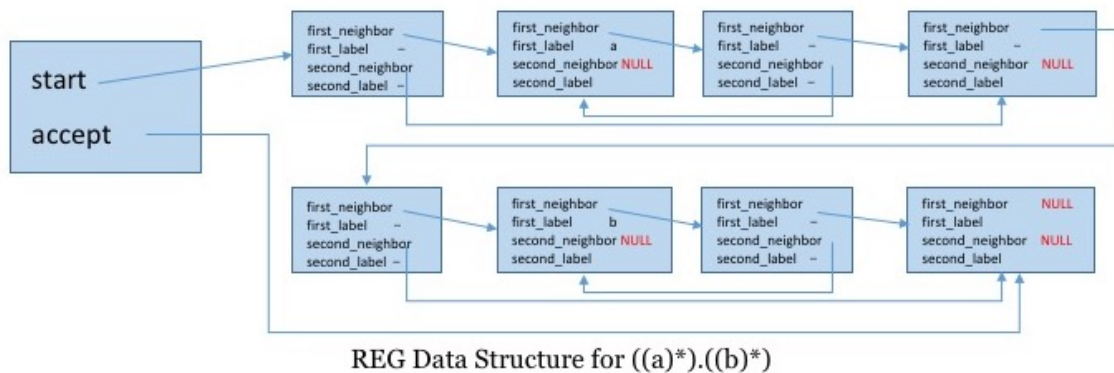 start
accept
first_neighbor
first_label –
second_neighbor
second_label –
first_neighbor
first_label a
second_neighbor NULL
second_label
first_neighbor
first_label –
second_neighbor
second_label –
first_neighbor
first_label –
second_neighbor NULL
second_label
first_neighbor
first_label –
second_neighbor
second_label –
first_neighbor
first_label b
second_neighbor NULL
second_label
first_neighbor
first_label –
second_neighbor
second_label –
first_neighbor NULL
first_label
second_neighbor NULL
second_label
REG Data Structure for ((a)*).((b)*)